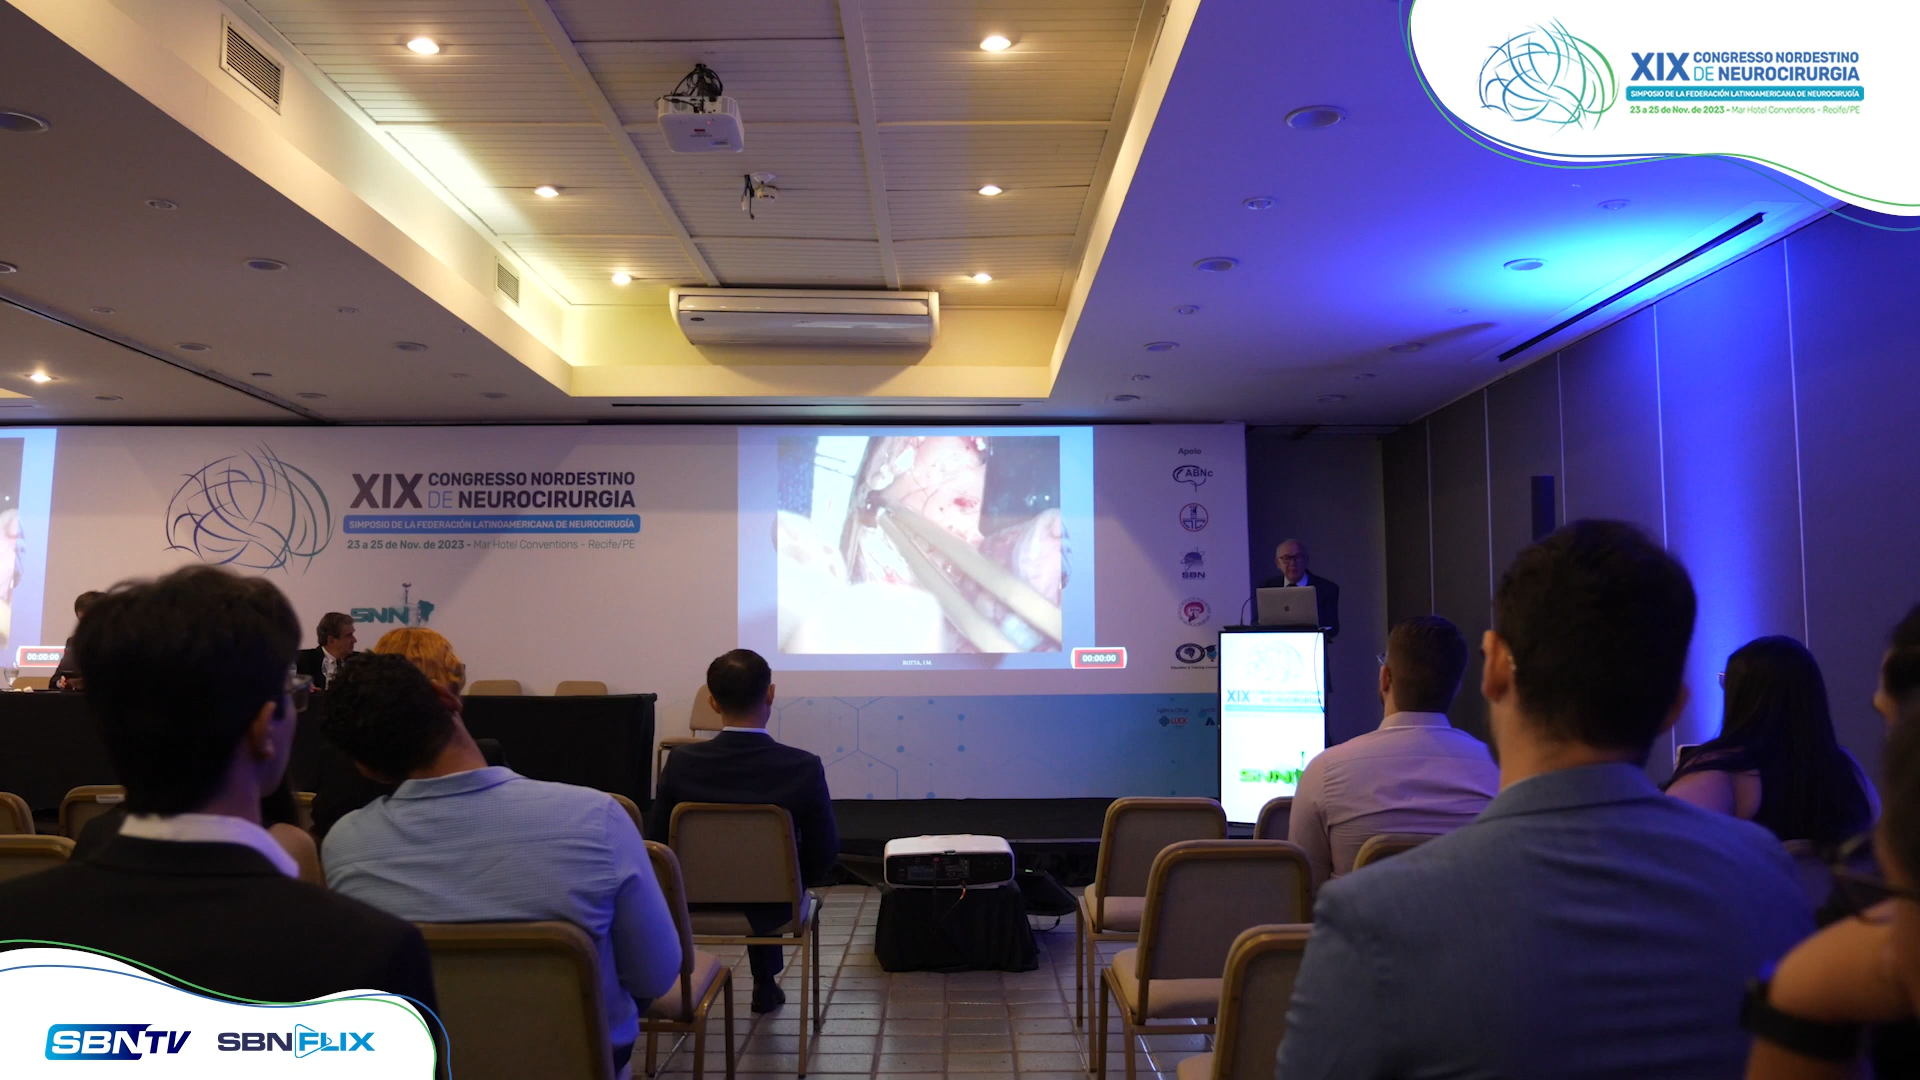 XIX CONGRESSO NORDESTINO
DE NEUROCIRURGIA
SIMPOSIO DE LA FEDERACIÓN LATINOAMERICANA DE NEUROCIRUGÍA
23 a 25 de Nov. de 2023 - Mar Hotel Conventions - Recife/PE
XIX CONGRESSO NORDESTINO
DE NEUROCIRURGIA
SIMPOSIO DE LA FEDERACIÓN LATINOAMERICANA DE NEUROCIRUGÍA
23 a 25 de Nov. de 2023 - Mar Hotel Conventions - Recife/PE
SNN
00:00:00
00:00:00
Apoio
ABNc
SBN
LUCK
XIX
SNN
SBNTV
SBNFLIX